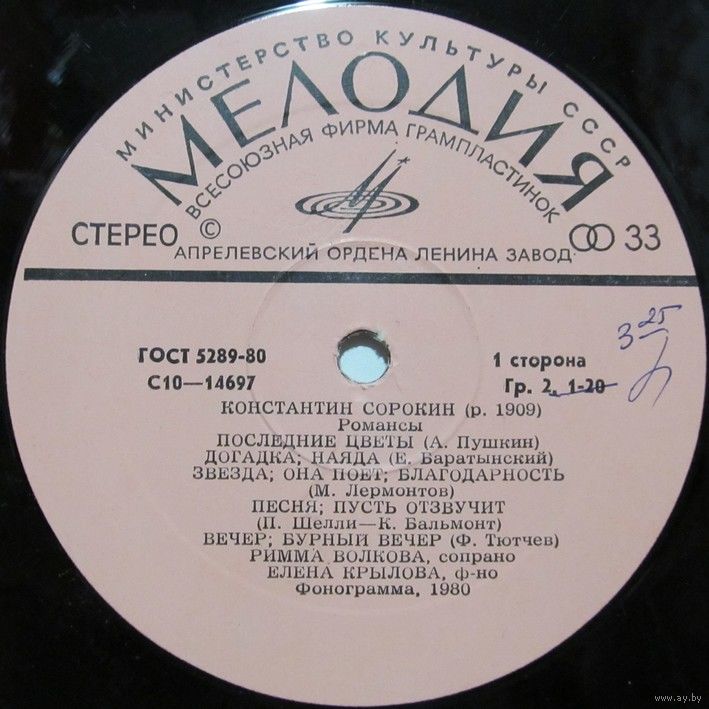 МИНИСТЕРСТВО КУЛЬТУРЫ СССР
МЕЛОДИЯ
ВСЕСОЮЗНАЯ ФИРМА ГРАМПЛАСТИНОК
СТЕРЕО ©
33
АПРЕЛЕВСКИЙ ОРДЕНА ЛЕНИНА ЗАВОД
ГОСТ 5289-80
С10—14697
1 сторона
Гр. 2, 1-20
3 25
КОНСТАНТИН СОРОКИН (р. 1909)
Романсы
ПОСЛЕДНИЕ ЦВЕТЫ (А. Пушкин)
ДОГАДКА; НАЯДА (Е. Баратынский)
ЗВЕЗДА; ОНА ПОЕТ; БЛАГОДАРНОСТЬ
(М. Лермонтов)
ПЕСНЯ; ПУСТЬ ОТЗВУЧИТ
(П. Шелли—К. Бальмонт)
ВЕЧЕР; БУРНЫЙ ВЕЧЕР (Ф. Тютчев)
РИММА ВОЛКОВА, сопрано
ЕЛЕНА КРЫЛОВА, ф-но
Фонограмма, 1980
www.ay.by